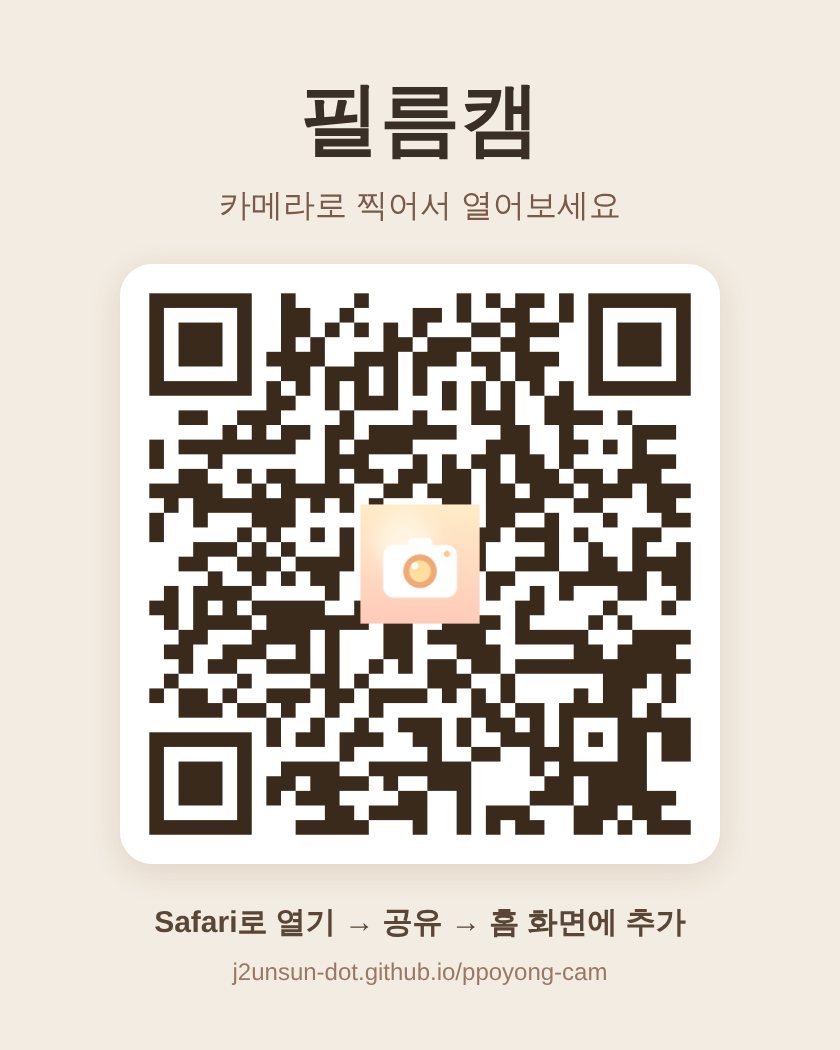 필름캠
카메라로 찍어서 열어보세요
Safari로 열기 → 공유 → 홈 화면에 추가
j2unsun-dot.github.io/ppoyong-cam